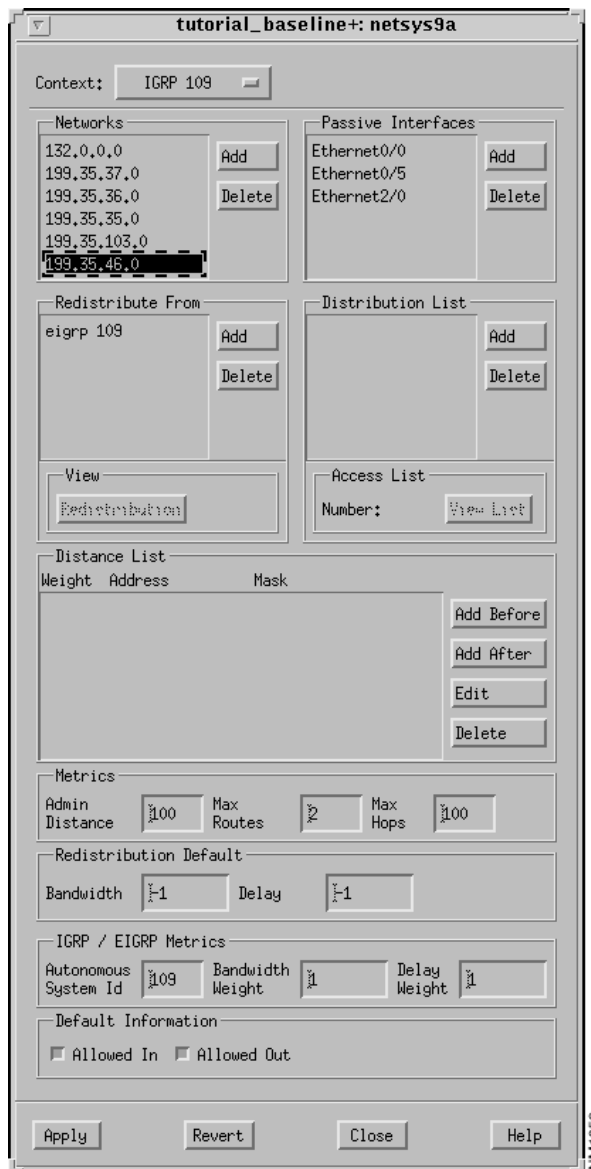 tutorial_baseline+: netsys9a
Context: IGRP 109
Networks
132.0.0.0
199.35.37.0
199.35.36.0
199.35.35.0
199.35.103.0
199.35.46.0
Add
Delete
Passive Interfaces
Ethernet0/0
Ethernet0/5
Ethernet2/0
Add
Delete
Redistribute From
eigrp 109
Add
Delete
View
Redistribution
Distribution List
Add
Delete
Access List
Number: View List
Distance List
Weight Address Mask
Add Before
Add After
Edit
Delete
Metrics
Admin Distance 100 Max Routes 2 Max Hops 100
Redistribution Default
Bandwidth -1 Delay -1
IGRP / EIGRP Metrics
Autonomous System Id 109 Bandwidth Weight 1 Delay Weight 1
Default Information
Allowed In Allowed Out
Apply Revert Close Help